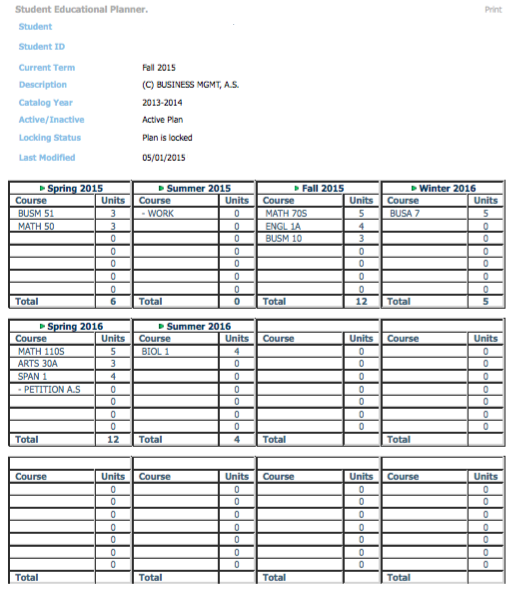 Student Educational Planner. Print
Student
Student ID
Current Term Fall 2015
Description (C) BUSINESS MGMT, A.S.
Catalog Year 2013-2014
Active/Inactive Active Plan
Locking Status Plan is locked
Last Modified 05/01/2015
Spring 2015 Summer 2015 Fall 2015 Winter 2016
Course Units Course Units Course Units Course Units
BUSM 51 3 - WORK 0 MATH 70S 5 BUSA 7 5
MATH 50 3 0 ENGL 1A 4 0
0 0 BUSM 10 3 0
0 0 0 0
0 0 0 0
0 0 0 0
0 0 0 0
Total 6 Total 0 Total 12 Total 5
Spring 2016 Summer 2016
Course Units Course Units Course Units Course Units
MATH 110S 5 BIOL 1 4 0 0
ARTS 30A 3 0 0 0
SPAN 1 4 0 0 0
- PETITION A.S 0 0 0 0
0 0 0 0
0 0 0 0
0 0 0 0
Total 12 Total 4 Total Total
Course Units Course Units Course Units Course Units
0 0 0 0
0 0 0 0
0 0 0 0
0 0 0 0
0 0 0 0
0 0 0 0
0 0 0 0
Total Total Total Total